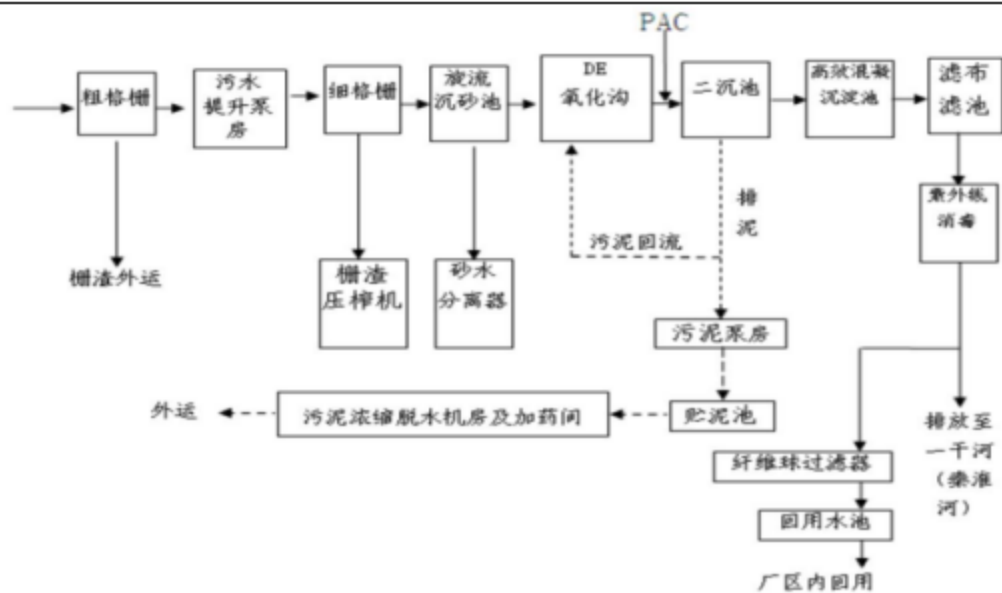 PAC
粗格栅
污水
提升泵
房
细格栅
旋流
沉砂池
DE
氧化沟
二沉池
高效混凝
沉淀池
滤布
滤池
紫外线
消毒
排
泥
污泥回流
栅渣外运
栅渣
压榨机
砂水
分离器
污泥泵房
外运
污泥浓缩脱水机房及加药间
贮泥池
排放至
一干河
（秦淮
河）
纤维球过滤器
回用水池
厂区内回用